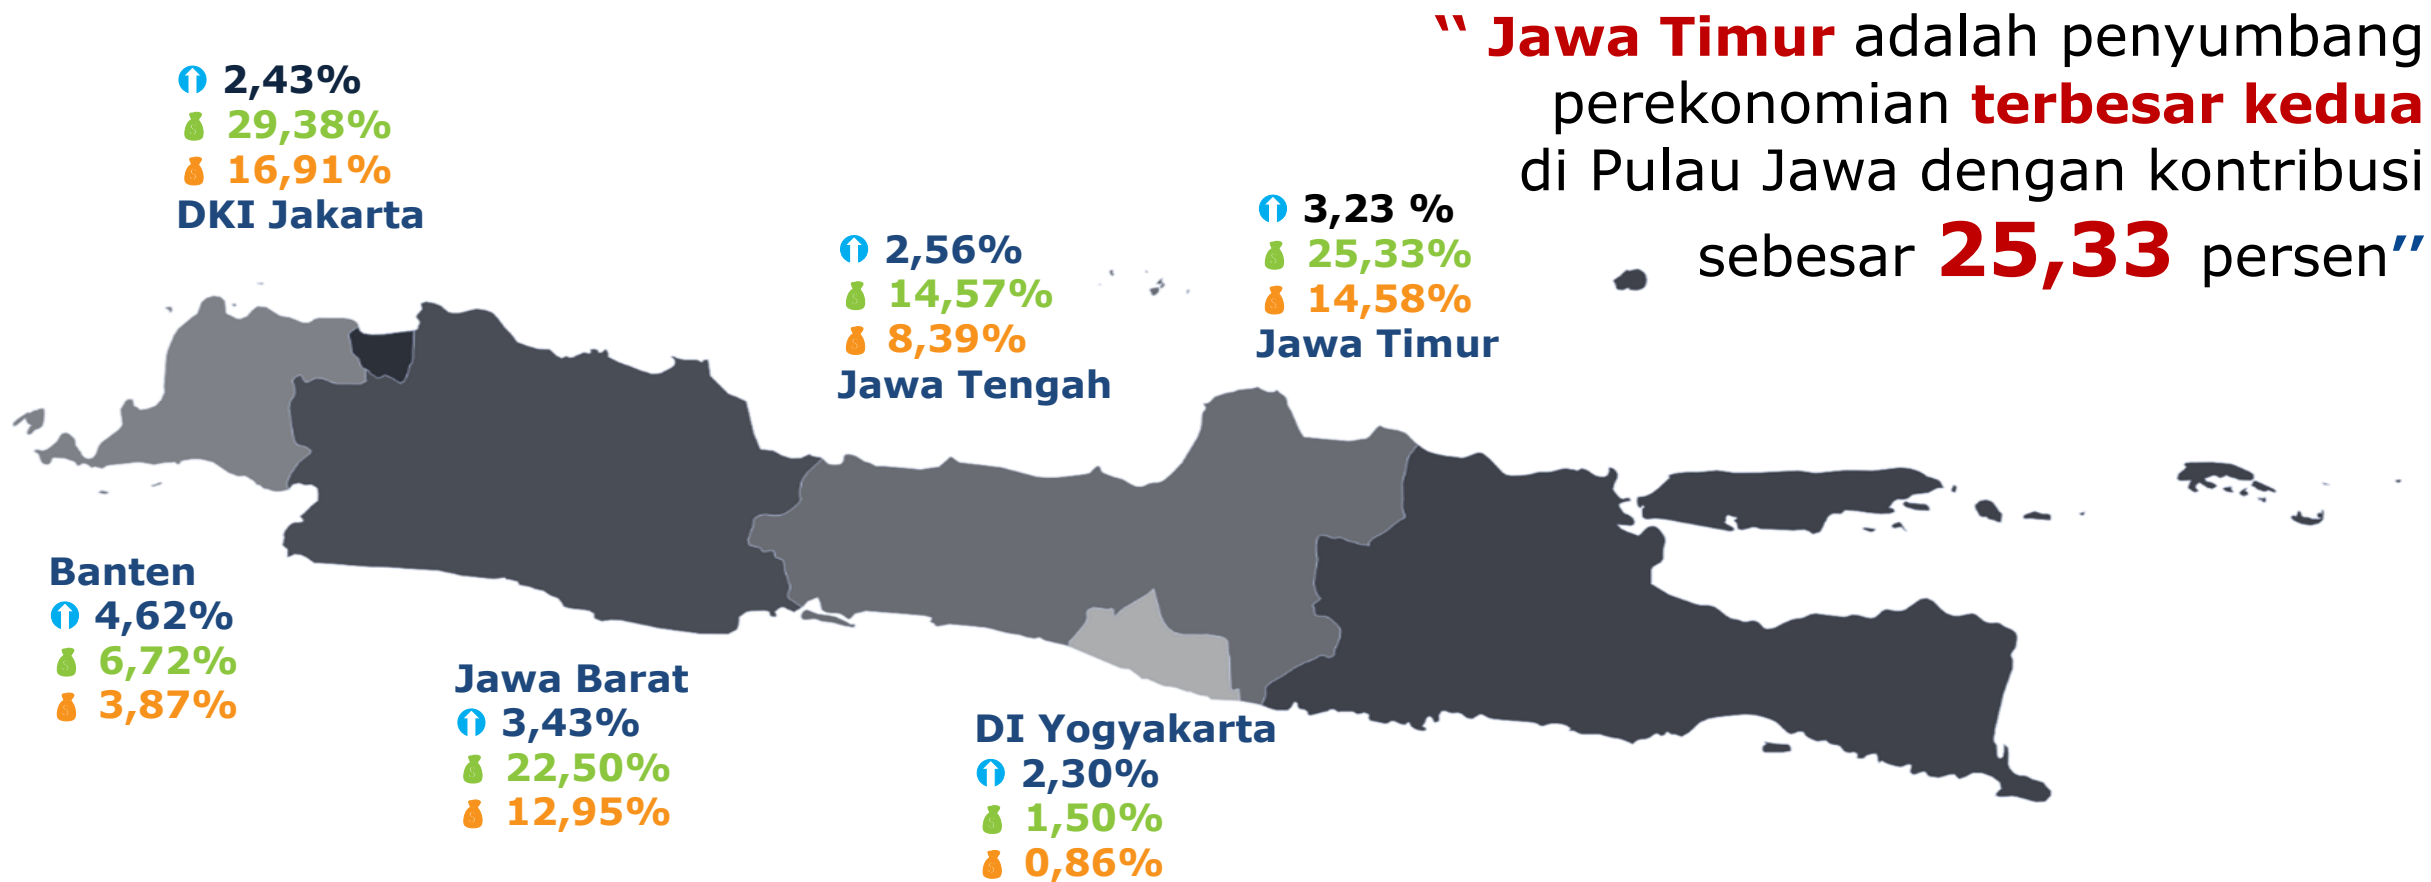 ‘‘ Jawa Timur adalah penyumbang
perekonomian terbesar kedua
di Pulau Jawa dengan kontribusi
sebesar 25,33 persen’’
2,43%
29,38%
16,91%
DKI Jakarta
2,56%
14,57%
8,39%
Jawa Tengah
3,23 %
25,33%
14,58%
Jawa Timur
Banten
4,62%
6,72%
3,87%
Jawa Barat
3,43%
22,50%
12,95%
DI Yogyakarta
2,30%
1,50%
0,86%